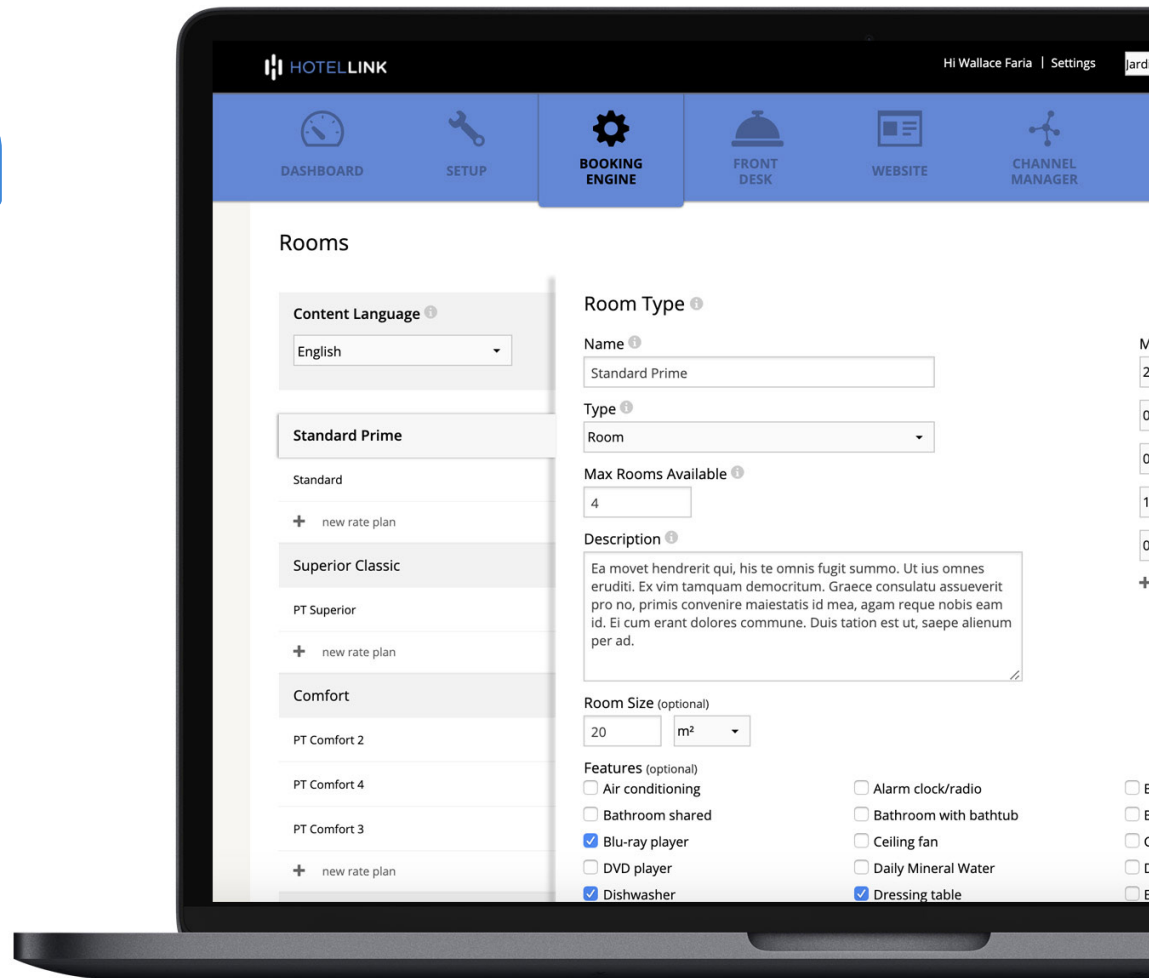 HOTELLINK
Hi Wallace Faria | Settings
DASHBOARD
SETUP
BOOKING
ENGINE
FRONT
DESK
WEBSITE
CHANNEL
MANAGER
Rooms
Content Language
English
Standard Prime
Standard
+ new rate plan
Superior Classic
PT Superior
+ new rate plan
Comfort
PT Comfort 2
PT Comfort 4
PT Comfort 3
+ new rate plan
Room Type
Name
Standard Prime
Type
Room
Max Rooms Available
4
Description
Ea movet hendrerit qui, his te omnis fugit summo. Ut ius omnes
eruditi. Ex vim tamquam democritum. Graece consulatu assueverit
pro no, primis convenire maiestatis id mea, agam reque nobis eam
id. Ei cum erant dolores commune. Duis tation est ut, saepe alienum
per ad.
Room Size (optional)
20 m²
Features (optional)
Air conditioning
Alarm clock/radio
Bathroom shared
Bathroom with bathtub
Blu-ray player
Ceiling fan
DVD player
Daily Mineral Water
Dishwasher
Dressing table
2
0
0
1
0
+